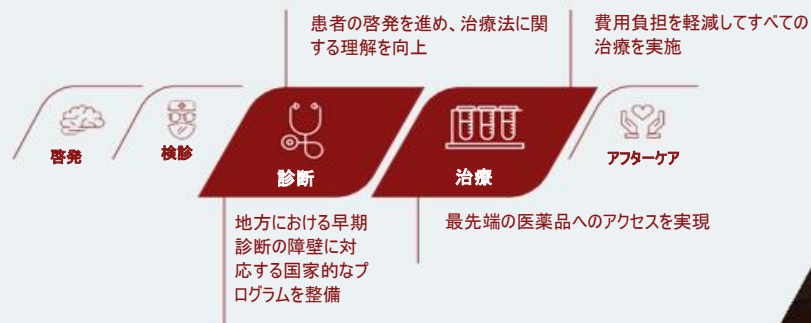 患者の啓発を進め、治療法に関
する理解を向上
費用負担を軽減してすべての
治療を実施
啓発
検診
診断
治療
アフターケア
地方における早期
診断の障壁に対
応する国家的なプ
ログラムを整備
最先端の医薬品へのアクセスを実現